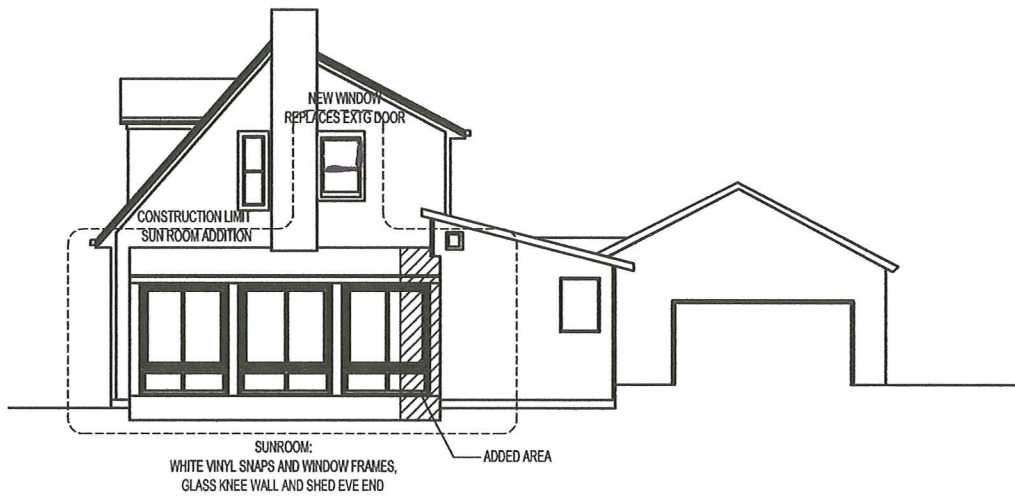 NEW WINDOW
REPLACES EXTG DOOR
CONSTRUCTION LIMIT
SUN ROOM ADDITION
SUNROOM:
WHITE VINYL SNAPS AND WINDOW FRAMES,
GLASS KNEE WALL AND SHED EVE END
ADDED AREA